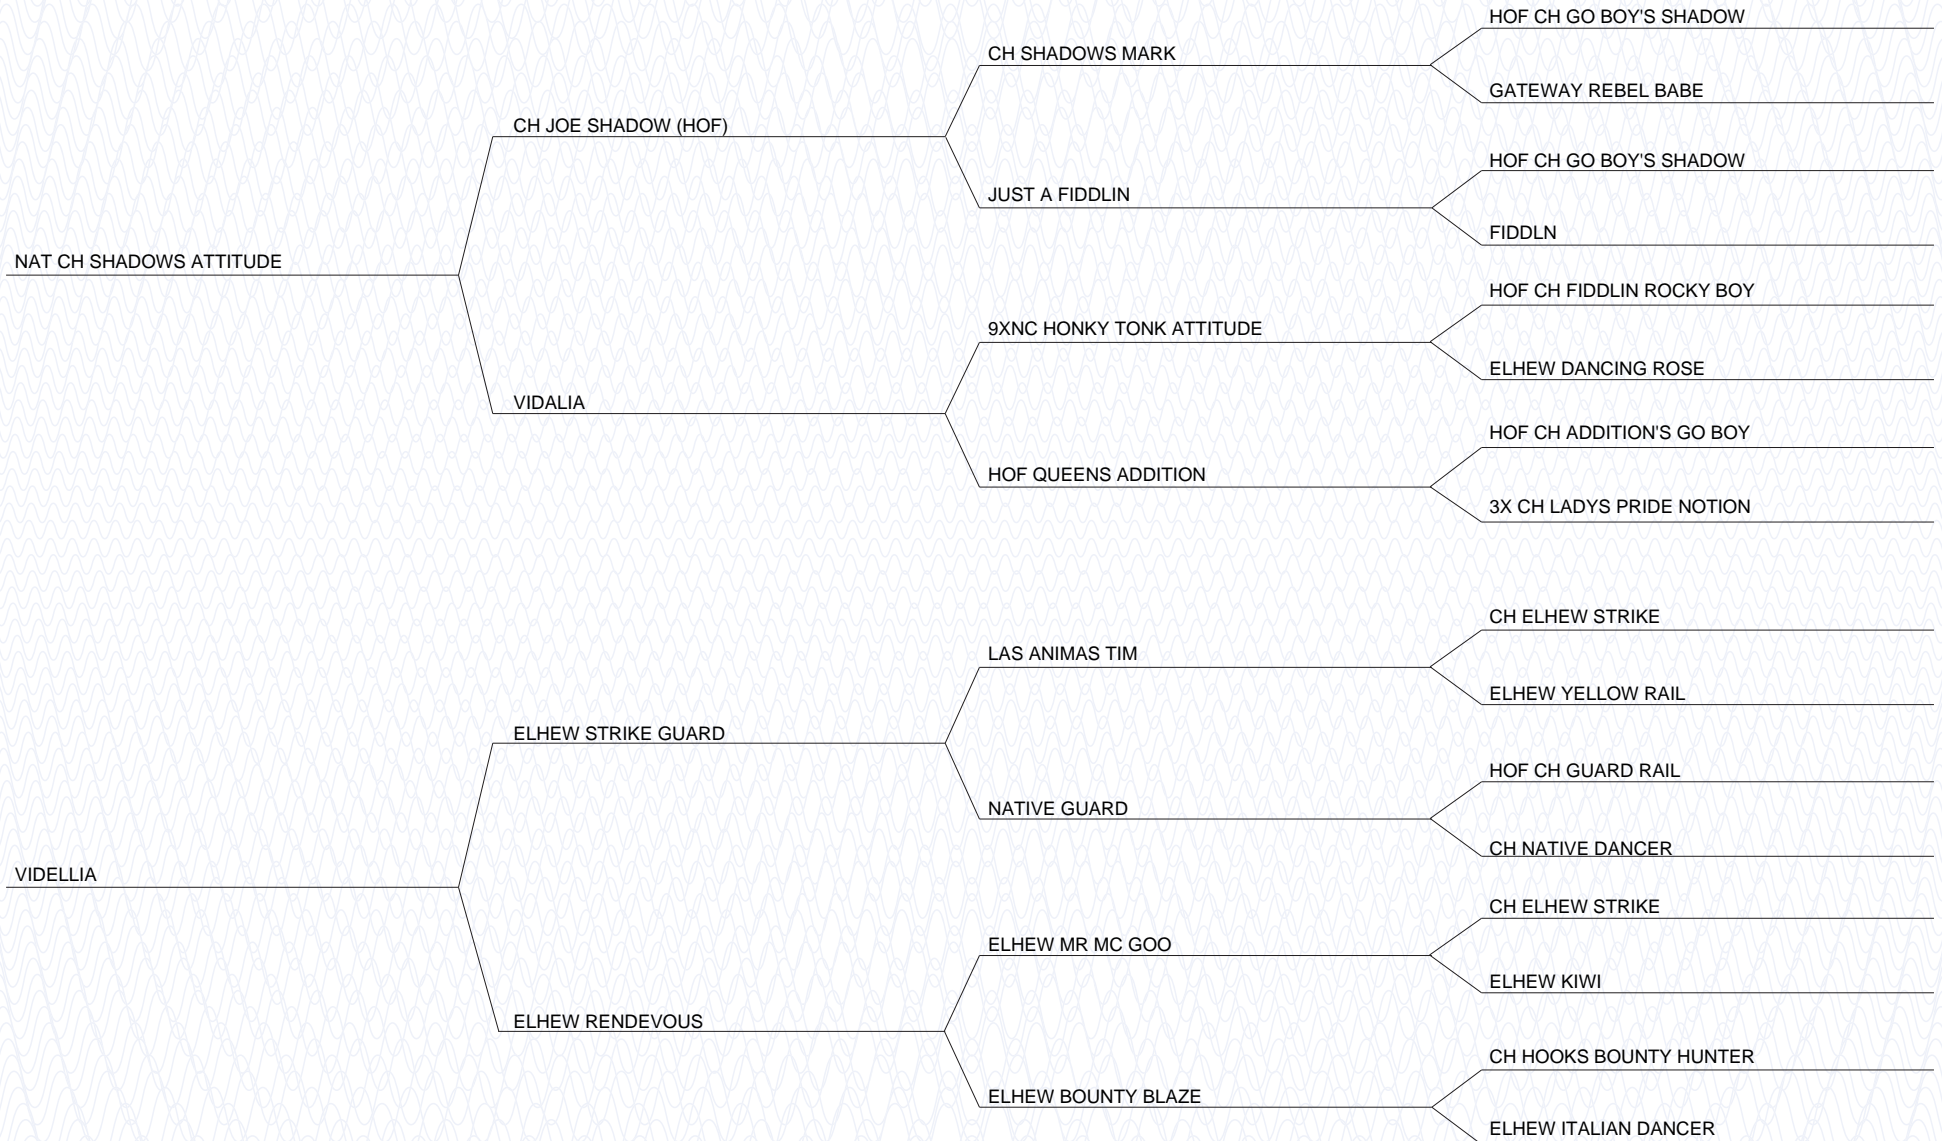 HOF CH GO BOY'S SHADOW
CH SHADOWS MARK
GATEWAY REBEL BABE
CH JOE SHADOW (HOF)
HOF CH GO BOY'S SHADOW
JUST A FIDDLIN
FIDDLN
NAT CH SHADOWS ATTITUDE
HOF CH FIDDLIN ROCKY BOY
9XNC HONKY TONK ATTITUDE
ELHEW DANCING ROSE
VIDALIA
HOF CH ADDITION'S GO BOY
HOF QUEENS ADDITION
3X CH LADYS PRIDE NOTION
CH ELHEW STRIKE
LAS ANIMAS TIM
ELHEW YELLOW RAIL
ELHEW STRIKE GUARD
HOF CH GUARD RAIL
NATIVE GUARD
CH NATIVE DANCER
VIDELLIA
CH ELHEW STRIKE
ELHEW MR MC GOO
ELHEW KIWI
ELHEW RENDEVOUS
CH HOOKS BOUNTY HUNTER
ELHEW BOUNTY BLAZE
ELHEW ITALIAN DANCER